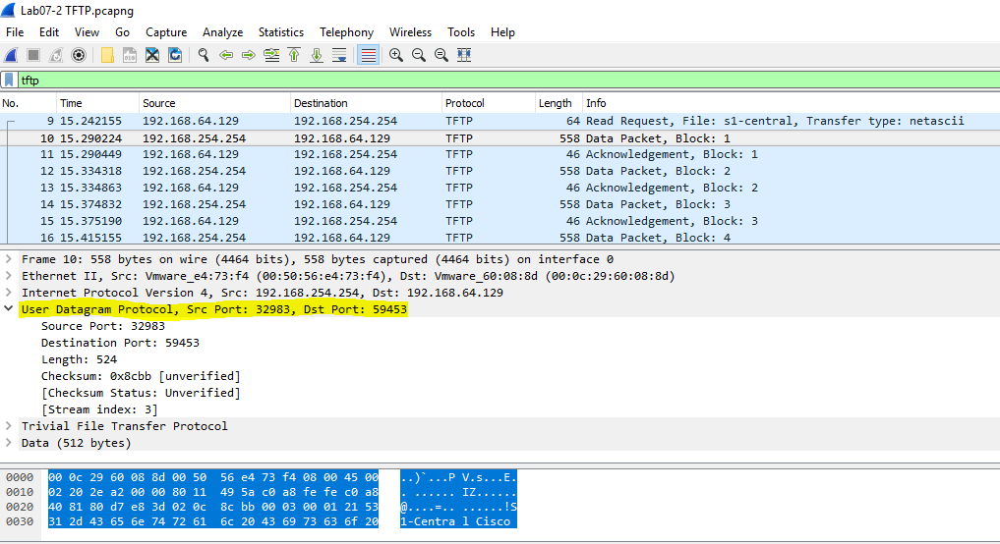 Lab07-2 TFTP.pcapng
File Edit View Go Capture Analyze Statistics Telephony Wireless Tools Help
tftp
No. Time Source Destination Protocol Length Info
9 15.242155 192.168.64.129 192.168.254.254 TFTP 64 Read Request, File: s1-central, Transfer type: netascii
10 15.290224 192.168.254.254 192.168.64.129 TFTP 558 Data Packet, Block: 1
11 15.290449 192.168.64.129 192.168.254.254 TFTP 46 Acknowledgement, Block: 1
12 15.334318 192.168.254.254 192.168.64.129 TFTP 558 Data Packet, Block: 2
13 15.334863 192.168.64.129 192.168.254.254 TFTP 46 Acknowledgement, Block: 2
14 15.374832 192.168.254.254 192.168.64.129 TFTP 558 Data Packet, Block: 3
15 15.375190 192.168.64.129 192.168.254.254 TFTP 46 Acknowledgement, Block: 3
16 15.415155 192.168.254.254 192.168.64.129 TFTP 558 Data Packet, Block: 4
Frame 10: 558 bytes on wire (4464 bits), 558 bytes captured (4464 bits) on interface 0
Ethernet II, Src: Vmware_e4:73:f4 (00:50:56:e4:73:f4), Dst: Vmware_60:08:8d (00:0c:29:60:08:8d)
Internet Protocol Version 4, Src: 192.168.254.254, Dst: 192.168.64.129
User Datagram Protocol, Src Port: 32983, Dst Port: 59453
Source Port: 32983
Destination Port: 59453
Length: 524
Checksum: 0x8cbb [unverified]
[Checksum Status: Unverified]
[Stream index: 3]
Trivial File Transfer Protocol
Data (512 bytes)
0000 00 0c 29 60 08 8d 00 50 56 e4 73 f4 08 00 45 00 ..)`...P V.s...E.
0010 02 20 2e a2 00 00 80 11 49 5a c0 a8 fe fe c0 a8 . ...... IZ......
0020 40 81 80 d7 e8 3d 02 0c 8c bb 00 03 00 01 21 53 @....=.. ......!S
0030 31 2d 43 65 6e 74 72 61 6c 20 43 69 73 63 6f 20 1-Centra l Cisco